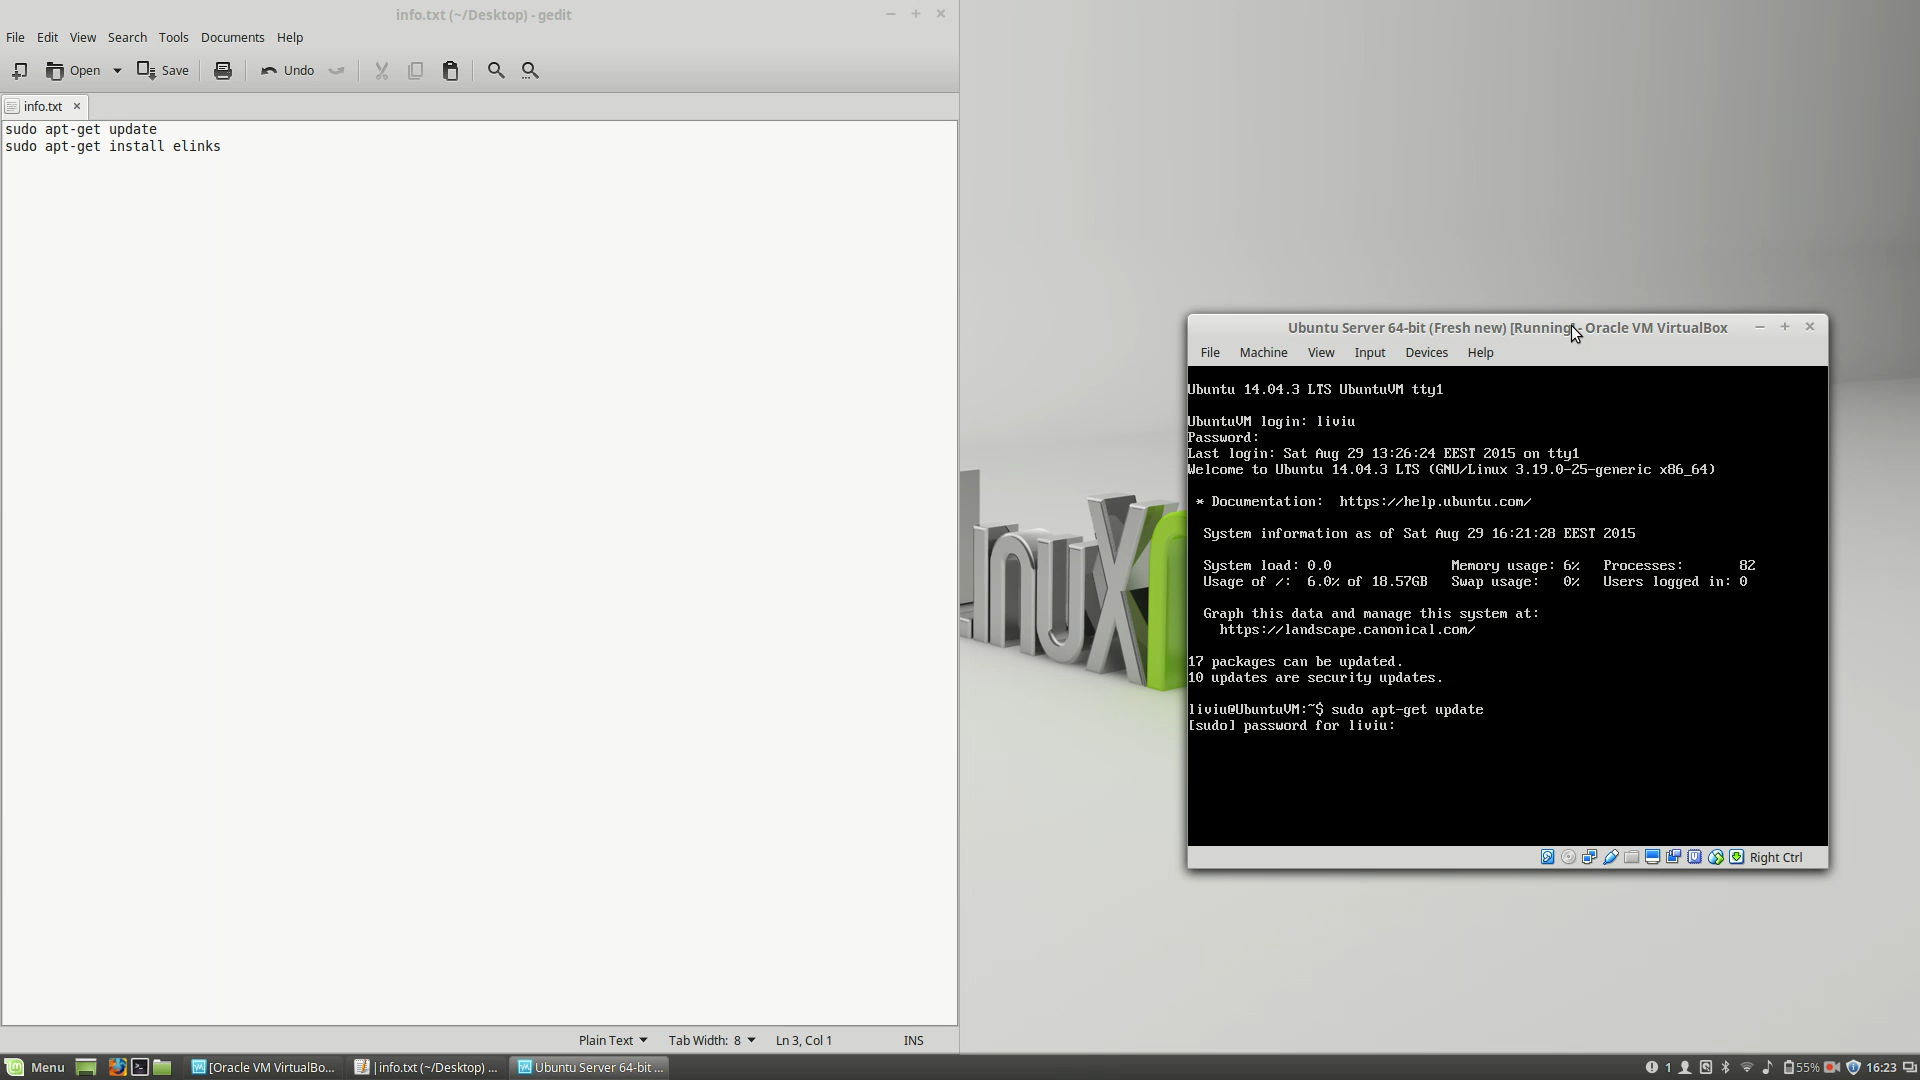 info.txt (~/Desktop) - gedit
File Edit View Search Tools Documents Help
Open Save Undo
info.txt
sudo apt-get update
sudo apt-get install elinks
Plain Text Tab Width: 8 Ln 3, Col 1 INS
Ubuntu Server 64-bit (Fresh new) [Running] - Oracle VM VirtualBox
File Machine View Input Devices Help
Ubuntu 14.04.3 LTS UbuntuVM tty1
UbuntuVM login: liviu
Password:
Last login: Sat Aug 29 13:26:24 EEST 2015 on tty1
Welcome to Ubuntu 14.04.3 LTS (GNU/Linux 3.19.0-25-generic x86_64)
* Documentation: https://help.ubuntu.com/
System information as of Sat Aug 29 16:21:28 EEST 2015
System load: 0.0 Memory usage: 6% Processes: 82
Usage of /: 6.0% of 18.57GB Swap usage: 0% Users logged in: 0
Graph this data and manage this system at:
https://landscape.canonical.com/
17 packages can be updated.
10 updates are security updates.
liviu@UbuntuVM:~$ sudo apt-get update
[sudo] password for liviu:
Right Ctrl
Menu [Oracle VM VirtualBo... info.txt (~/Desktop) ... Ubuntu Server 64-bit ... 1 55% 16:23